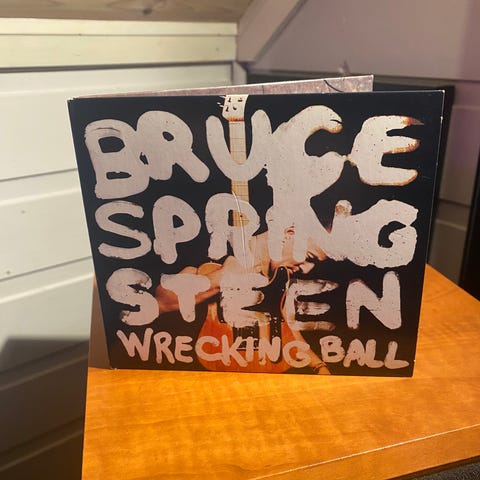 BRUCE
SPRING
STEEN
WRECKING BALL